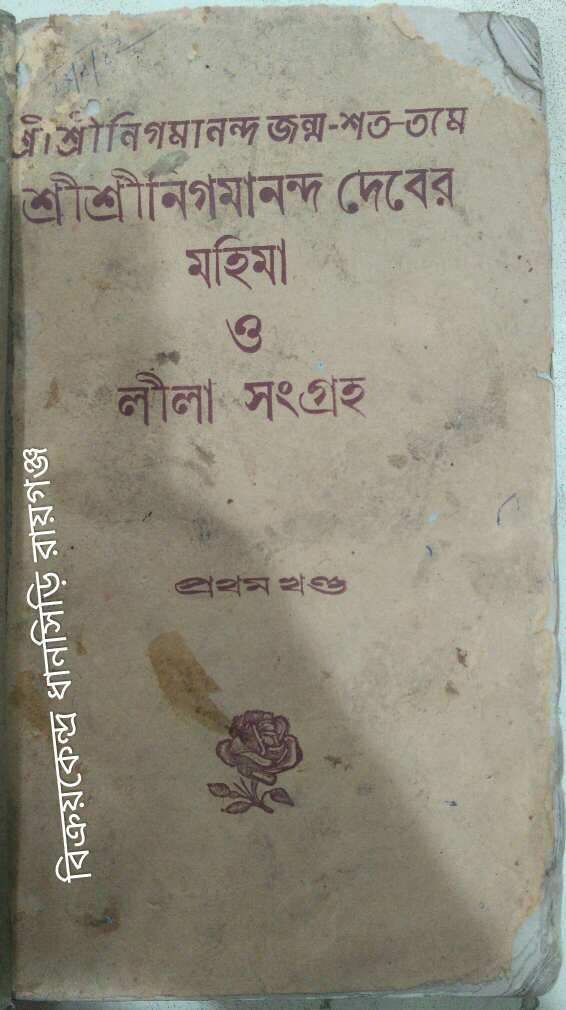 শ্রীশ্রীনিগমানন্দ জন্ম-শত-তমে
শ্রীশ্রীনিগমানন্দ দেবের
মহিমা
ও
লীলা সংগ্রহ
প্রথম খণ্ড
বিক্রয়কেন্দ্র ধানসিড়ি রায়গঞ্জ